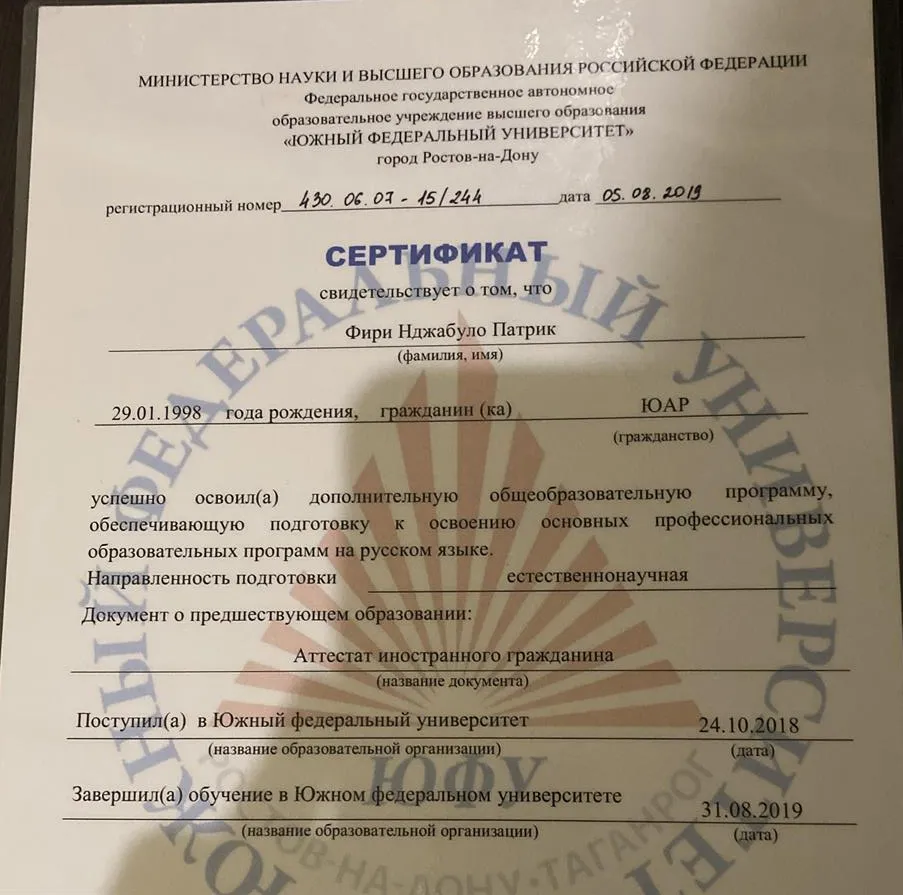 МИНИСТЕРСТВО НАУКИ И ВЫСШЕГО ОБРАЗОВАНИЯ РОССИЙСКОЙ ФЕДЕРАЦИИ
Федеральное государственное автономное
образовательное учреждение высшего образования
«ЮЖНЫЙ ФЕДЕРАЛЬНЫЙ УНИВЕРСИТЕТ»
город Ростов-на-Дону
регистрационный номер 430. 06.07 - 15/244 дата 05.08.2019
СЕРТИФИКАТ
свидетельствует о том, что
Фири Нджабуло Патрик
(фамилия, имя)
29.01.1998 года рождения, гражданин (ка) ЮАР
(гражданство)
успешно освоил(а) дополнительную общеобразовательную программу,
обеспечивающую подготовку к освоению основных профессиональных
образовательных программ на русском языке.
Направленность подготовки естественнонаучная
Документ о предшествующем образовании:
Аттестат иностранного гражданина
(название документа)
Поступил(а) в Южный федеральный университет 24.10.2018
(название образовательной организации) (дата)
Завершил(а) обучение в Южном федеральном университете 31.08.2019
(название образовательной организации) (дата)
ЮЖНЫЙ ФЕДЕРАЛЬНЫЙ УНИВЕРСИТЕТ
ЮФУ
РОСТОВ-НА-ДОНУ·ТАГАНРОГ